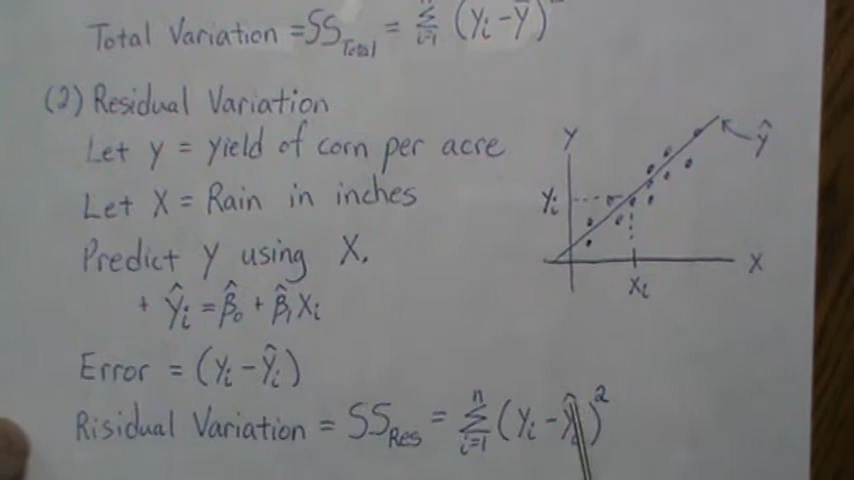 Total Variation = SS_Total = Σ_{i=1}^{n} (Yi - Ȳ)²
(2) Residual Variation
Let y = yield of corn per acre
Let X = Rain in inches
Predict y using X.
+ Ŷi = β̂₀ + β̂₁Xi
Error = (Yi - Ŷi)
Risidual Variation = SS_Res = Σ_{i=1}^{n} (Yi - Ŷi)²
Y
ŷ
Yi
X
Xi